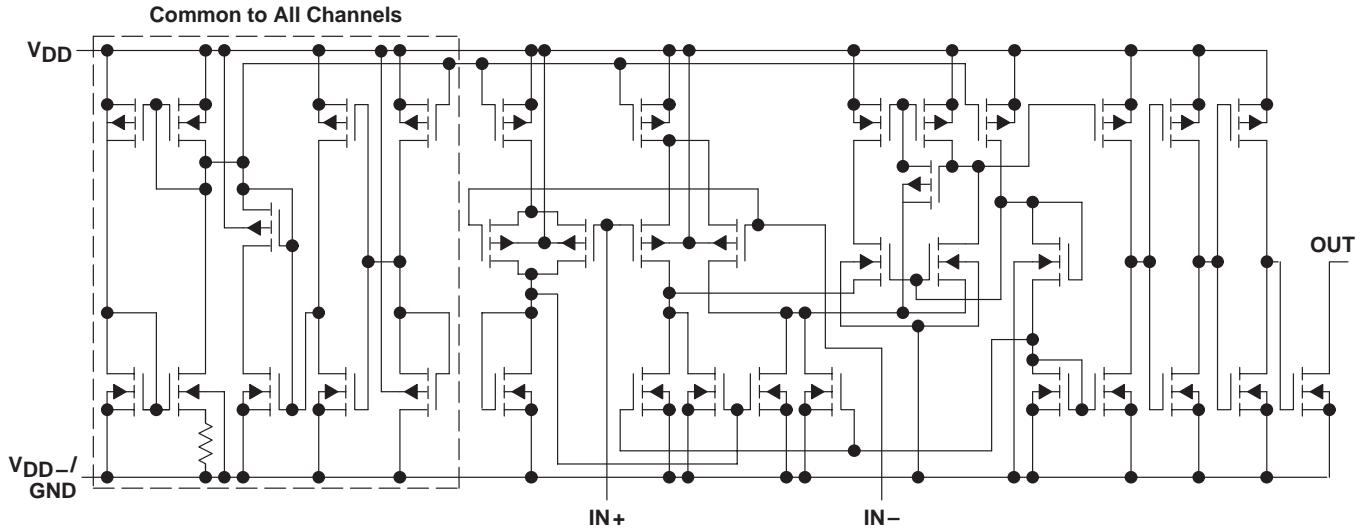 Common to All Channels
VDD
OUT
VDD−/
GND
IN+
IN−